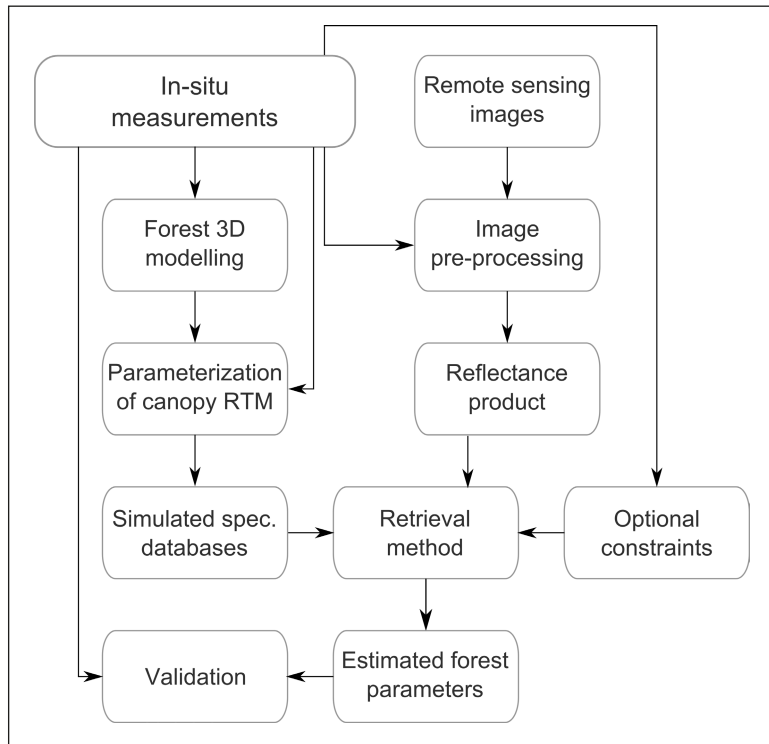 In-situ
measurements
Remote sensing
images
Forest 3D
modelling
Image
pre-processing
Parameterization
of canopy RTM
Reflectance
product
Simulated spec.
databases
Retrieval
method
Optional
constraints
Validation
Estimated forest
parameters